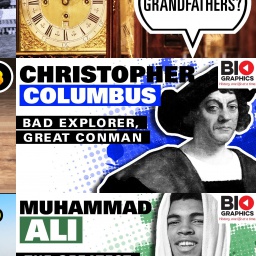 GRANDFATHERS?
CHRISTOPHER
COLUMBUS
BAD EXPLORER,
GREAT CONMAN
BIO
GRAPHICS
MUHAMMAD
ALI
BIO
GRAPHICS